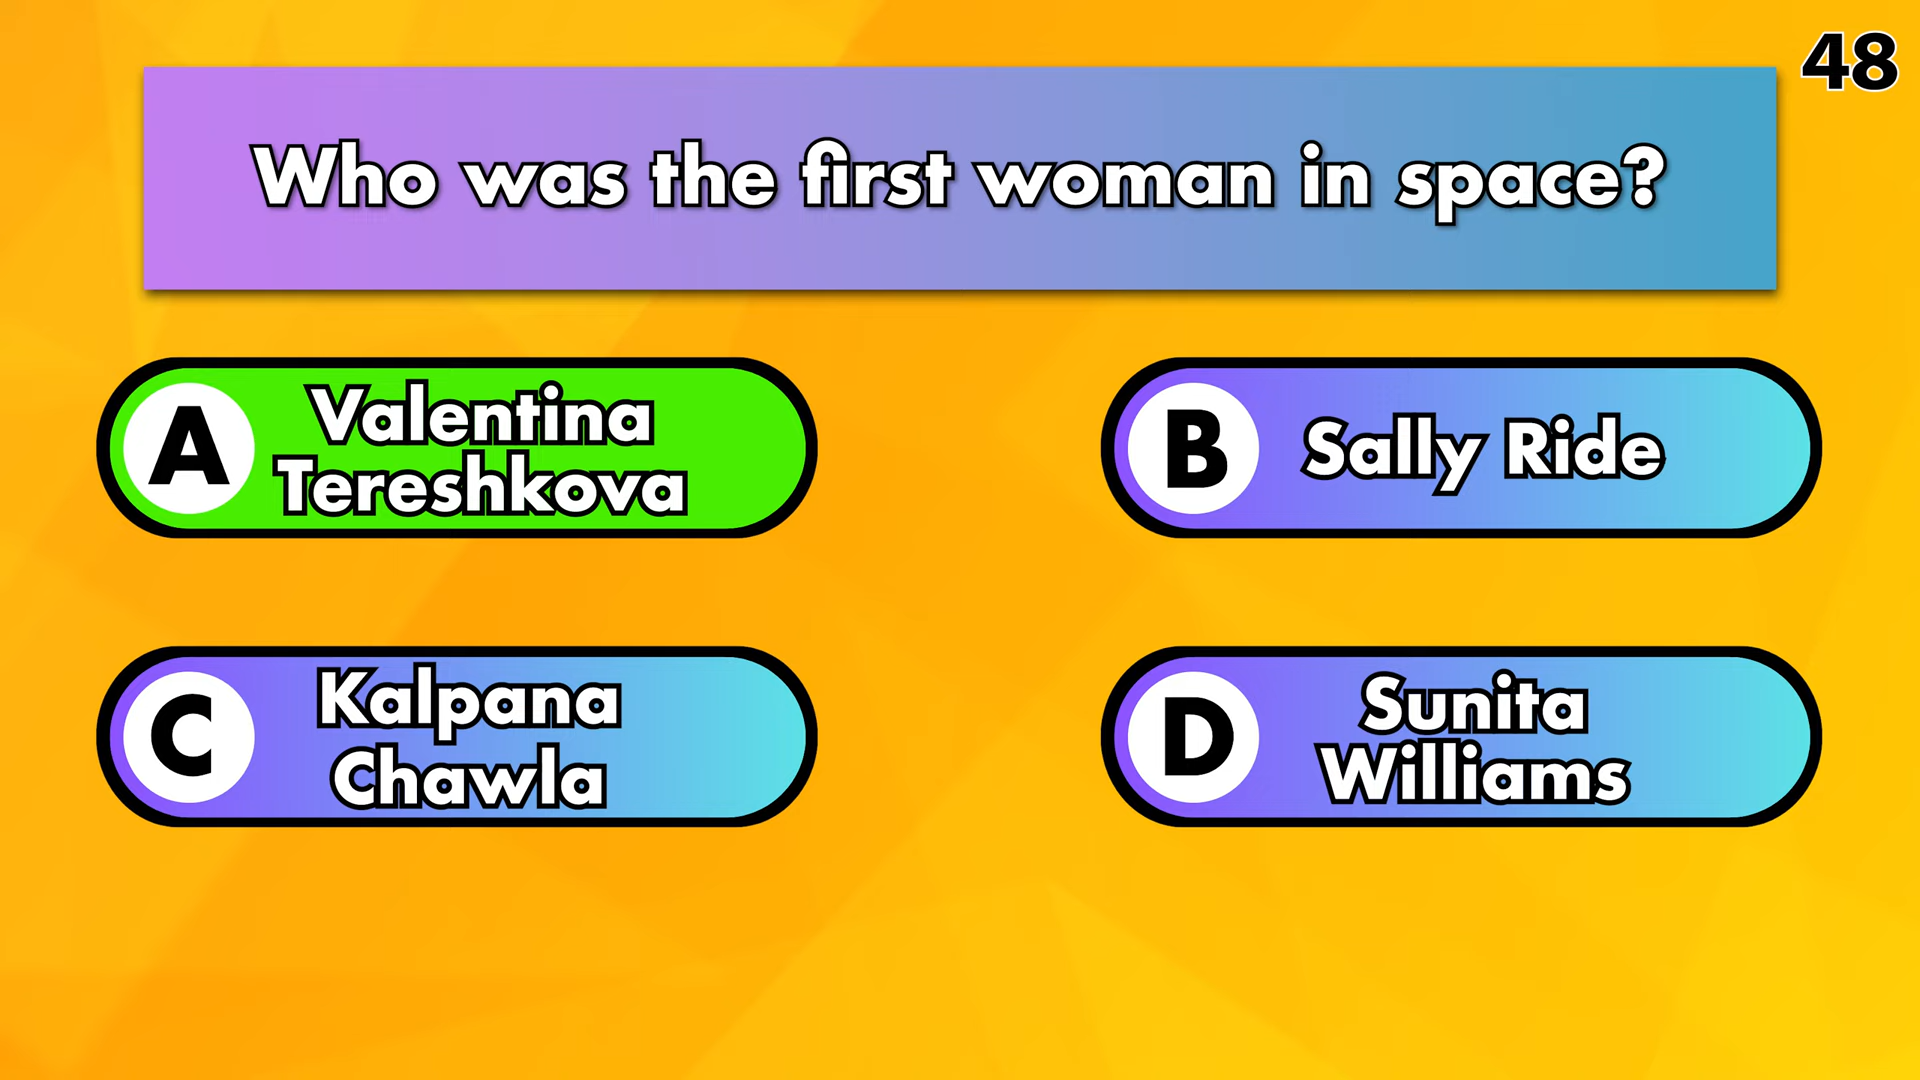 48
Who was the first woman in space?
A
Valentina
Tereshkova
B
Sally Ride
C
Kalpana
Chawla
D
Sunita
Williams